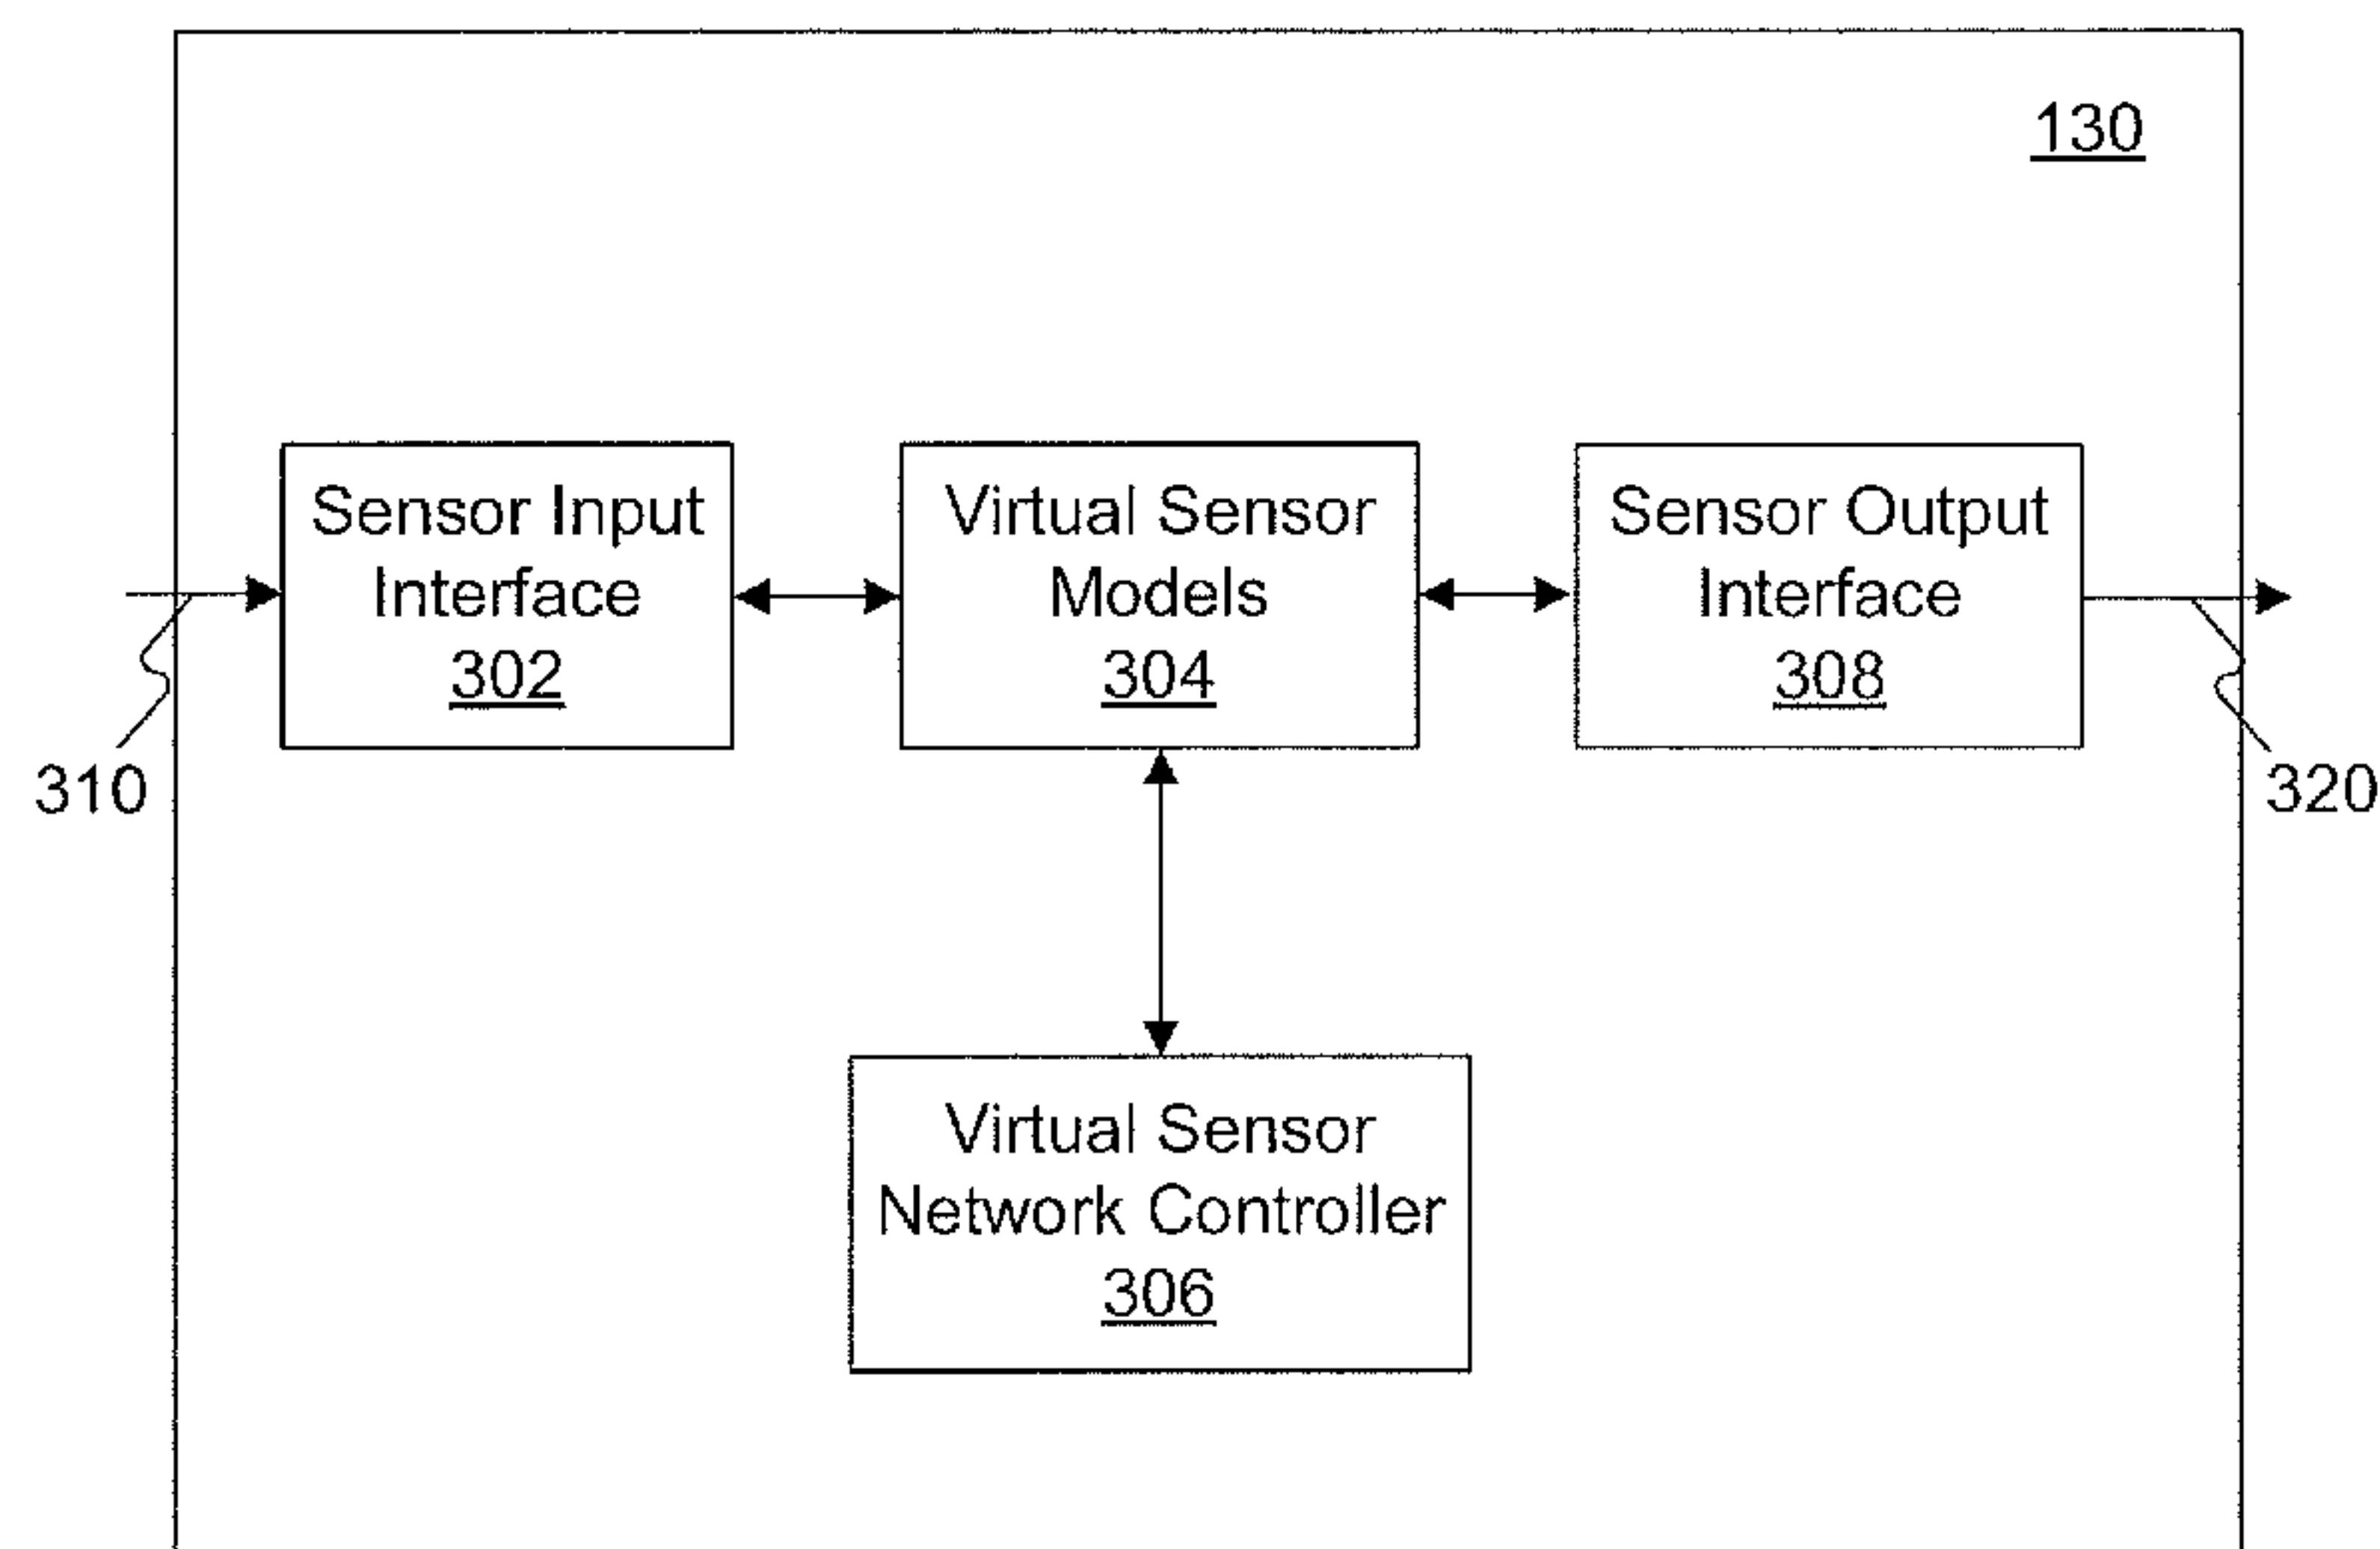 130
Sensor Input
Interface
302
Virtual Sensor
Models
304
Sensor Output
Interface
308
310
320
Virtual Sensor
Network Controller
306